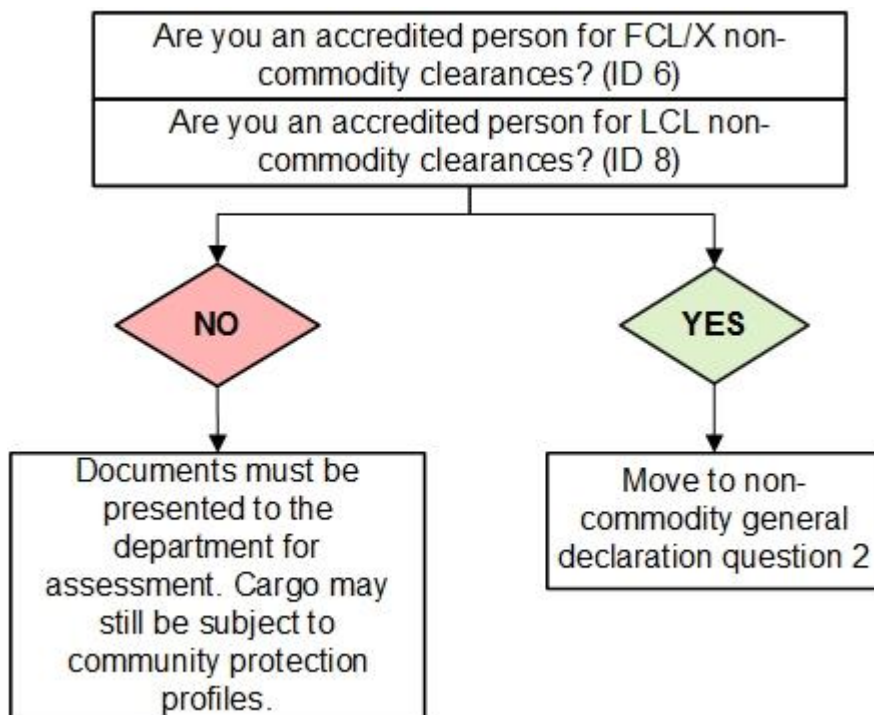 Are you an accredited person for FCL/X non-
commodity clearances? (ID 6)
Are you an accredited person for LCL non-
commodity clearances? (ID 8)
NO
YES
Documents must be
presented to the
department for
assessment. Cargo may
still be subject to
community protection
profiles.
Move to non-
commodity general
declaration question 2